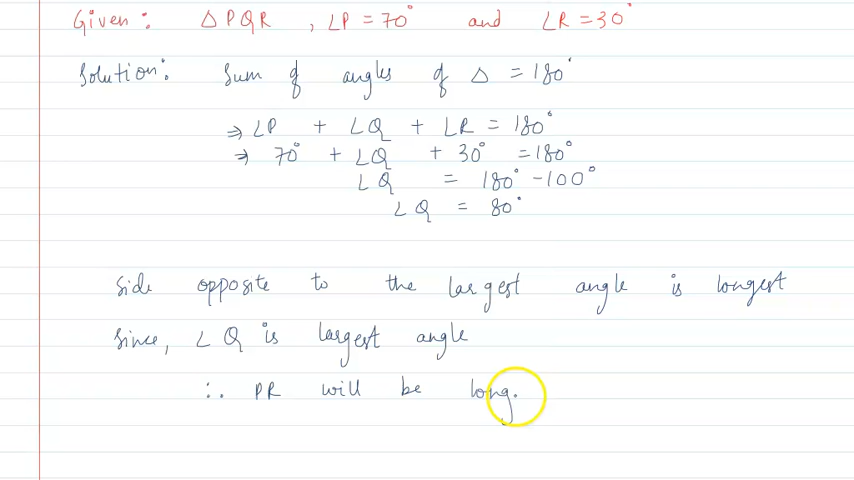 Given: △PQR, ∠P = 70° and ∠R = 30°
Solution: Sum of angles of △ = 180°
⇒ ∠P + ∠Q + ∠R = 180°
⇒ 70° + ∠Q + 30° = 180°
∠Q = 180° - 100°
∠Q = 80°
Side opposite to the largest angle is longest
Since, ∠Q is largest angle
∴ PR will be long.